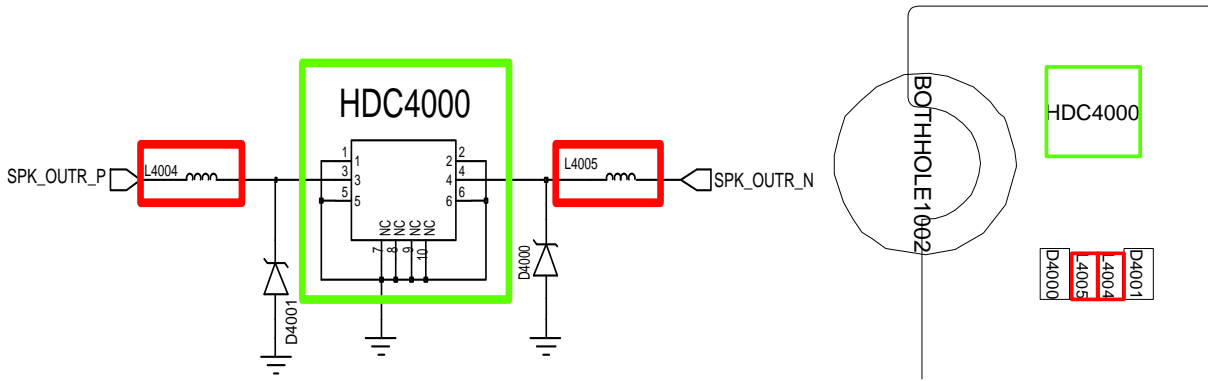 HDC4000
L4004
L4005
SPK_OUTR_P
SPK_OUTR_N
1
1
2
2
3
3
4
4
5
5
6
6
NC
NC
NC
NC
7
8
9
10
D4001
D4000
BOTHHOLE1002
HDC4000
D4000
L4005
L4004
D4001